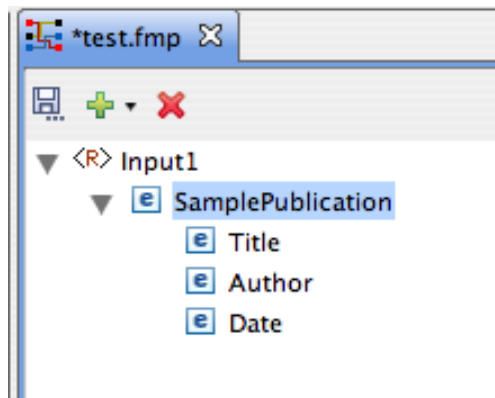 *test.fmp
<R> Input1
e SamplePublication
e Title
e Author
e Date